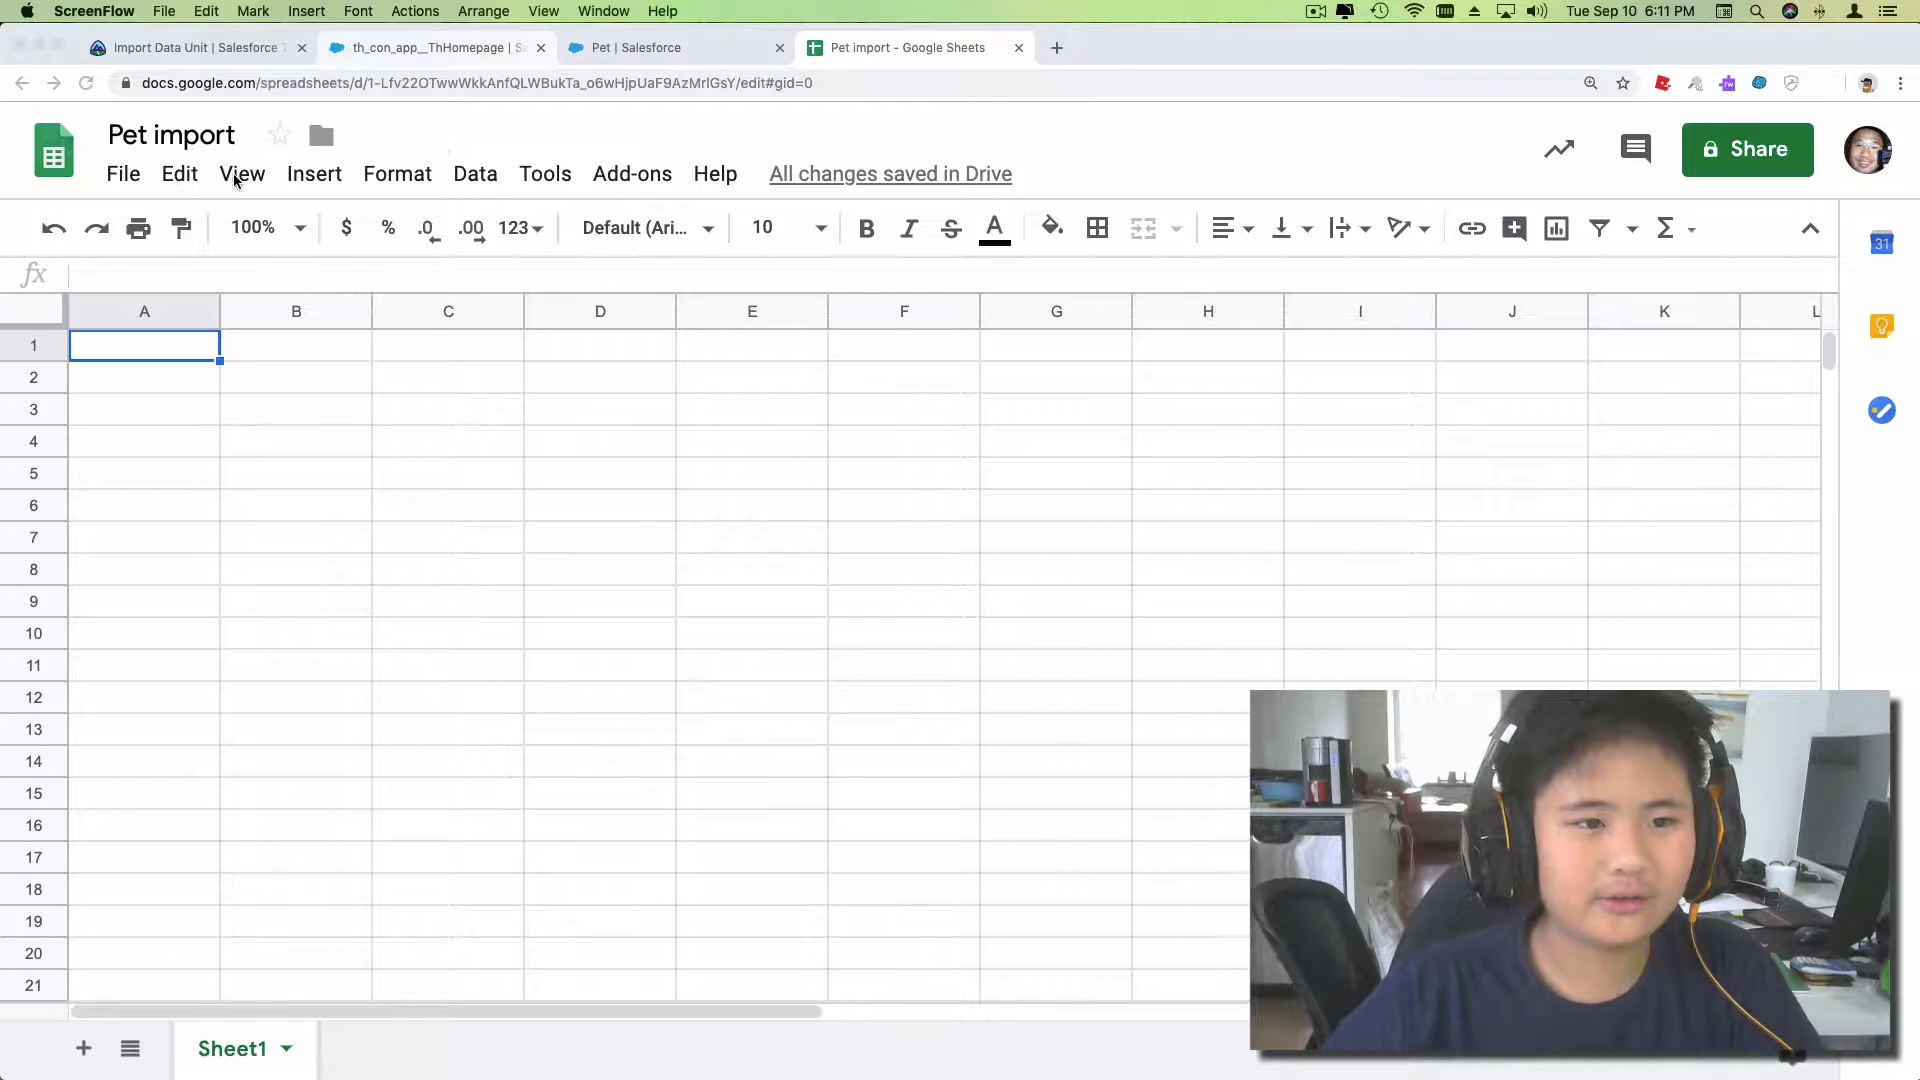 ScreenFlow File Edit Mark Insert Font Actions Arrange View Window Help Tue Sep 10 6:11 PM
Import Data Unit | Salesforce T th_con_app__ThHomepage | Sa Pet | Salesforce Pet import - Google Sheets
docs.google.com/spreadsheets/d/1-Lfv22OTwwWkkAnfQLWBukTa_o6wHjpUaF9AzMrlGsY/edit#gid=0
Pet import
Share
File Edit View Insert Format Data Tools Add-ons Help All changes saved in Drive
100% $ % .0 .00 123 Default (Ari... 10 B I S A Σ
31
fx
A B C D E F G H I J K L
1
2
3
4
5
6
7
8
9
10
11
12
13
14
15
16
17
18
19
20
21
Sheet1